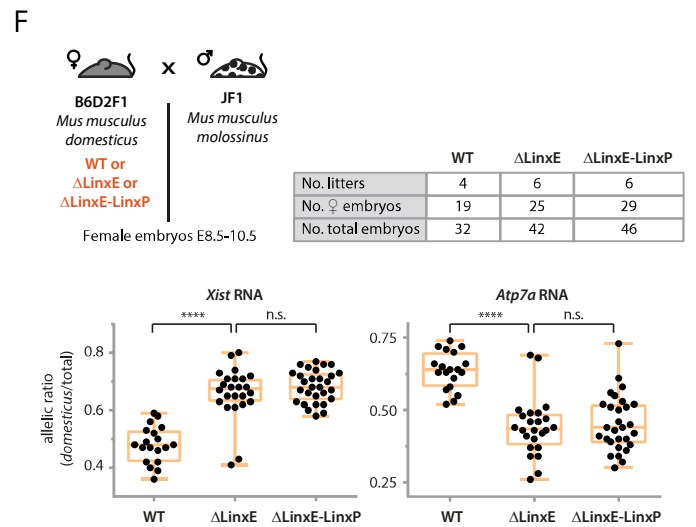 F
♀ x ♂
B6D2F1 JF1
Mus musculus Mus musculus
domesticus molossinus
WT or
ΔLinxE or
ΔLinxE-LinxP
Female embryos E8.5-10.5
WT ΔLinxE ΔLinxE-LinxP
No. litters 4 6 6
No. ♀ embryos 19 25 29
No. total embryos 32 42 46
Xist RNA
**** n.s.
allelic ratio
(domesticus/total)
0.8
0.6
0.4
WT ΔLinxE ΔLinxE-LinxP
Atp7a RNA
**** n.s.
0.75
0.50
0.25
WT ΔLinxE ΔLinxE-LinxP